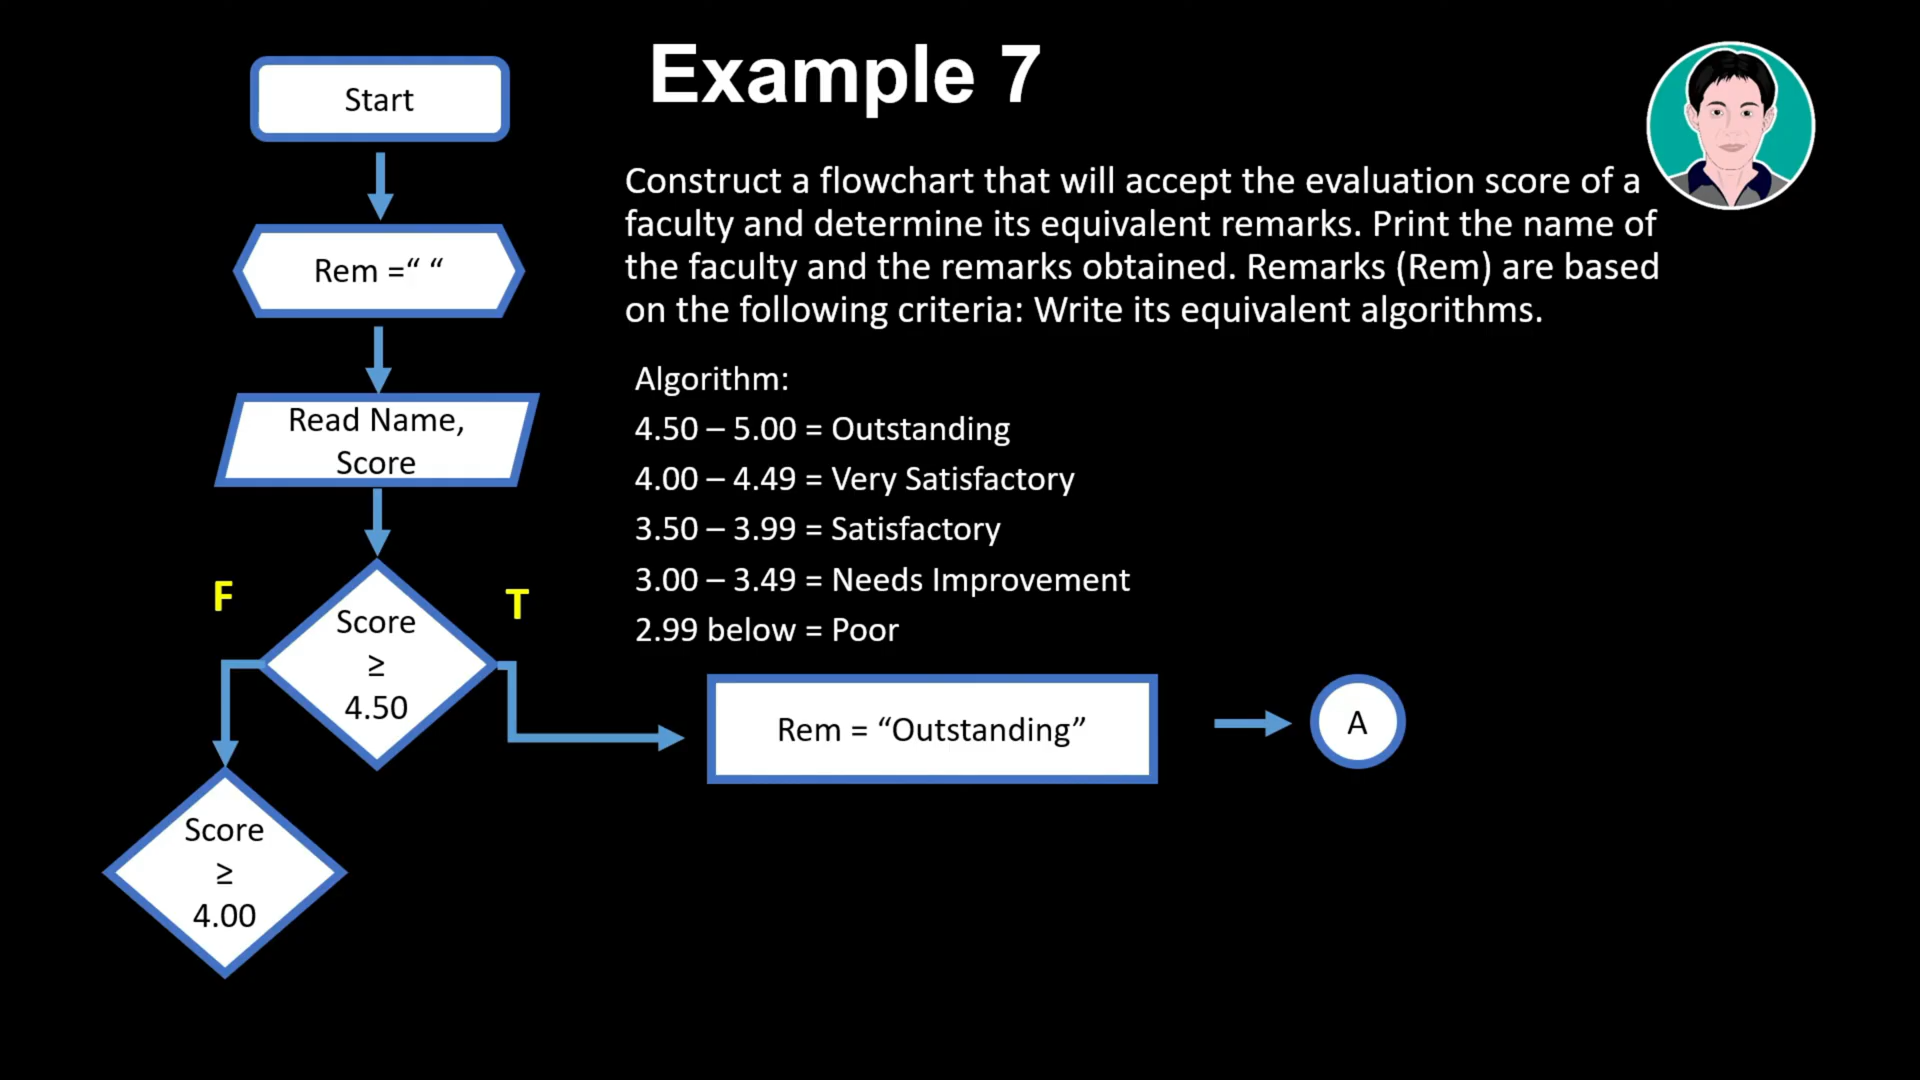 Example 7
Start
Construct a flowchart that will accept the evaluation score of a
faculty and determine its equivalent remarks. Print the name of
the faculty and the remarks obtained. Remarks (Rem) are based
on the following criteria: Write its equivalent algorithms.
Rem =“ “
Read Name,
Score
Algorithm:
4.50 – 5.00 = Outstanding
4.00 – 4.49 = Very Satisfactory
3.50 – 3.99 = Satisfactory
3.00 – 3.49 = Needs Improvement
2.99 below = Poor
F
T
Score
≥
4.50
Rem = “Outstanding”
A
Score
≥
4.00